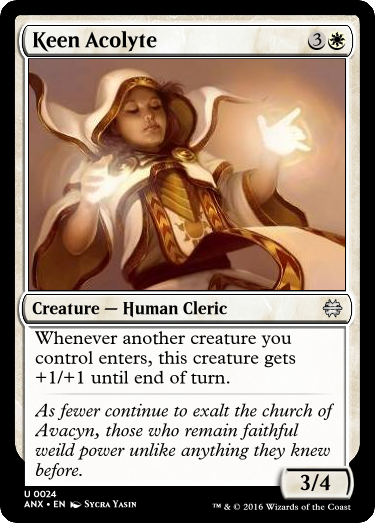 Keen Acolyte 3
Creature — Human Cleric
Whenever another creature you
control enters, this creature gets
+1/+1 until end of turn.
As fewer continue to exalt the church of
Avacyn, those who remain faithful
weild power unlike anything they knew
before.
3/4
U 0024
ANX • EN Sycra Yasin
™ & © 2016 Wizards of the Coast